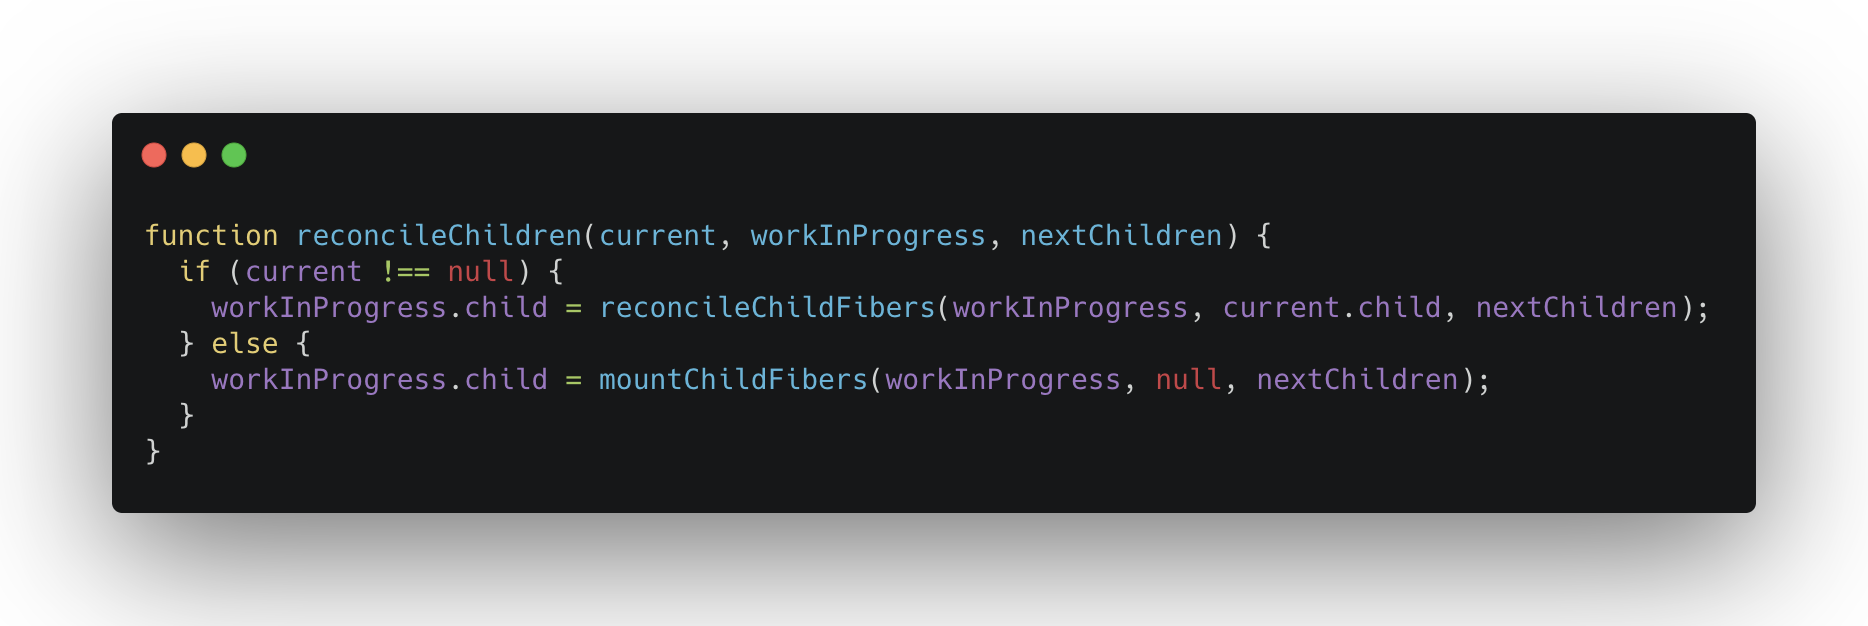 function reconcileChildren(current, workInProgress, nextChildren) {
  if (current !== null) {
    workInProgress.child = reconcileChildFibers(workInProgress, current.child, nextChildren);
  } else {
    workInProgress.child = mountChildFibers(workInProgress, null, nextChildren);
  }
}